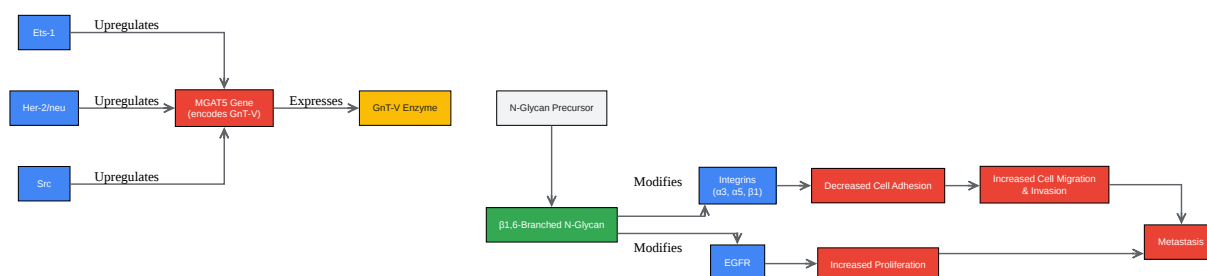 Ets-1
Upregulates
Her-2/neu
Upregulates
MGAT5 Gene
(encodes GnT-V)
Expresses
GnT-V Enzyme
Src
Upregulates
N-Glycan Precursor
β1,6-Branched N-Glycan
Modifies
Integrins
(α3, α5, β1)
Decreased Cell Adhesion
Increased Cell Migration
& Invasion
Modifies
EGFR
Increased Proliferation
Metastasis